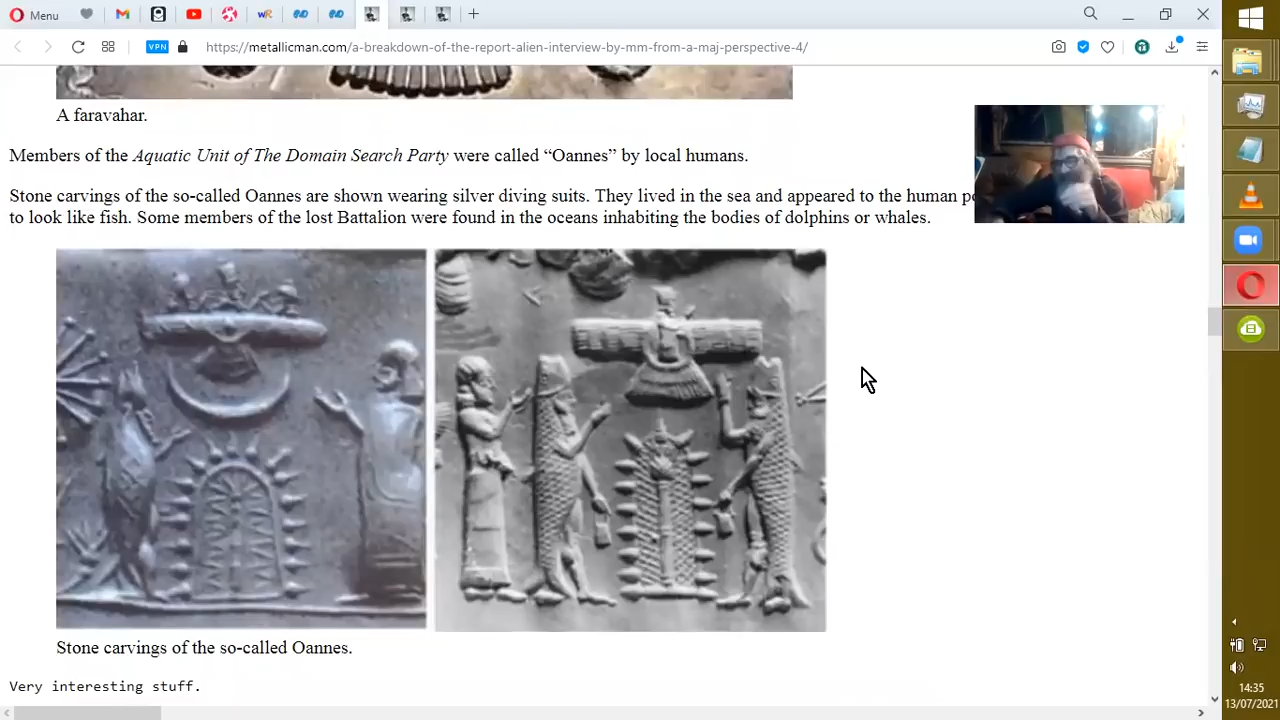 Menu
VPN
https://metallicman.com/a-breakdown-of-the-report-alien-interview-by-mm-from-a-maj-perspective-4/
A faravahar.
Members of the Aquatic Unit of The Domain Search Party were called “Oannes” by local humans.
Stone carvings of the so-called Oannes are shown wearing silver diving suits. They lived in the sea and appeared to the human
to look like fish. Some members of the lost Battalion were found in the oceans inhabiting the bodies of dolphins or whales.
Stone carvings of the so-called Oannes.
Very interesting stuff.
14:35
13/07/2021